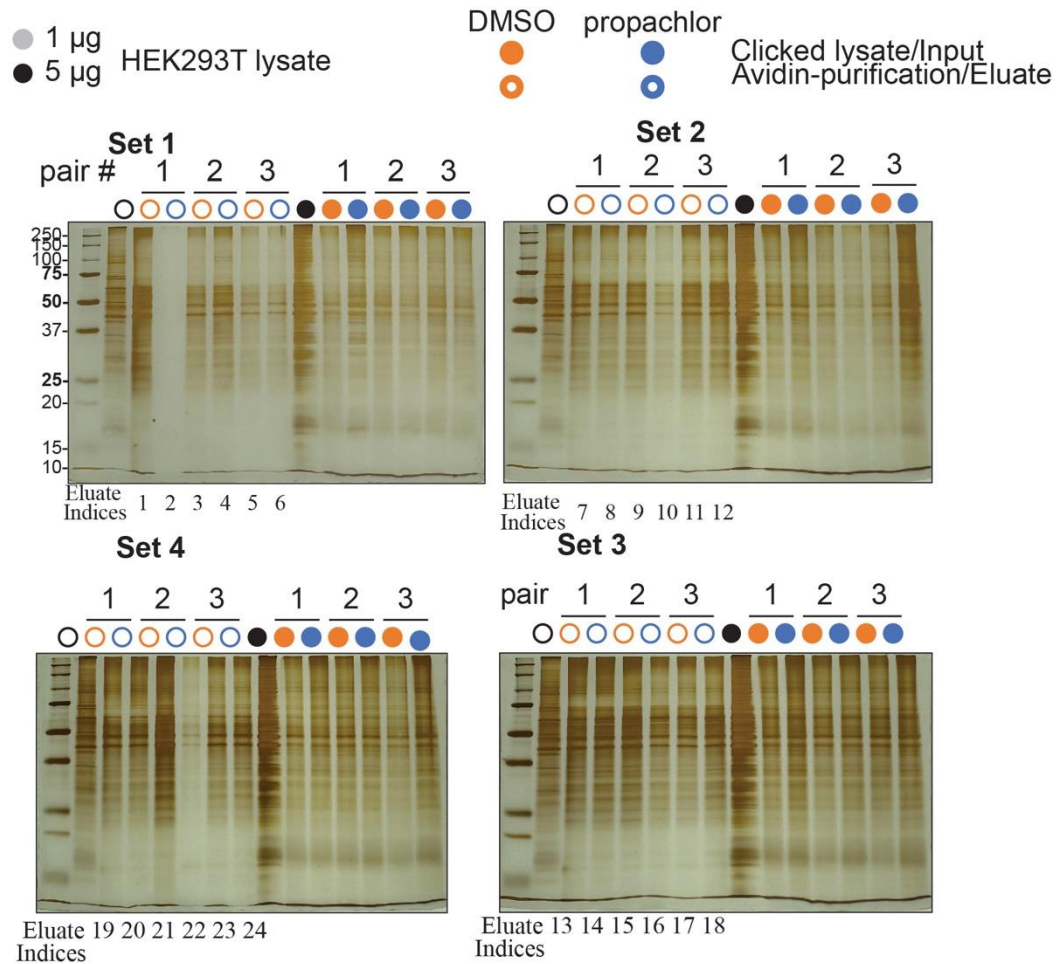 1 µg
5 µg
HEK293T lysate
DMSO propachlor
Clicked lysate/Input
Avidin-purification/Eluate
Set 1
pair # 1 2 3 1 2 3
250
150
100
75
50
37
25
20
15
10
Eluate
Indices 1 2 3 4 5 6
Set 2
1 2 3 1 2 3
Eluate
Indices 7 8 9 10 11 12
Set 4
1 2 3 1 2 3
Eluate 19 20 21 22 23 24
Indices
Set 3
pair 1 2 3 1 2 3
Eluate 13 14 15 16 17 18
Indices